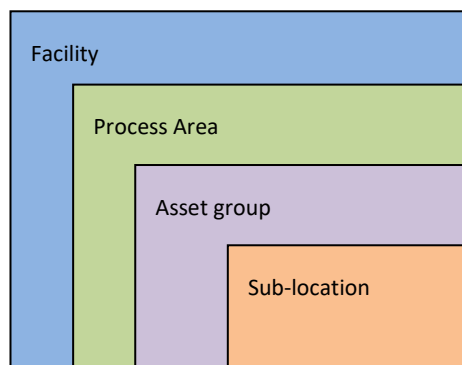 Facility
Process Area
Asset group
Sub-location